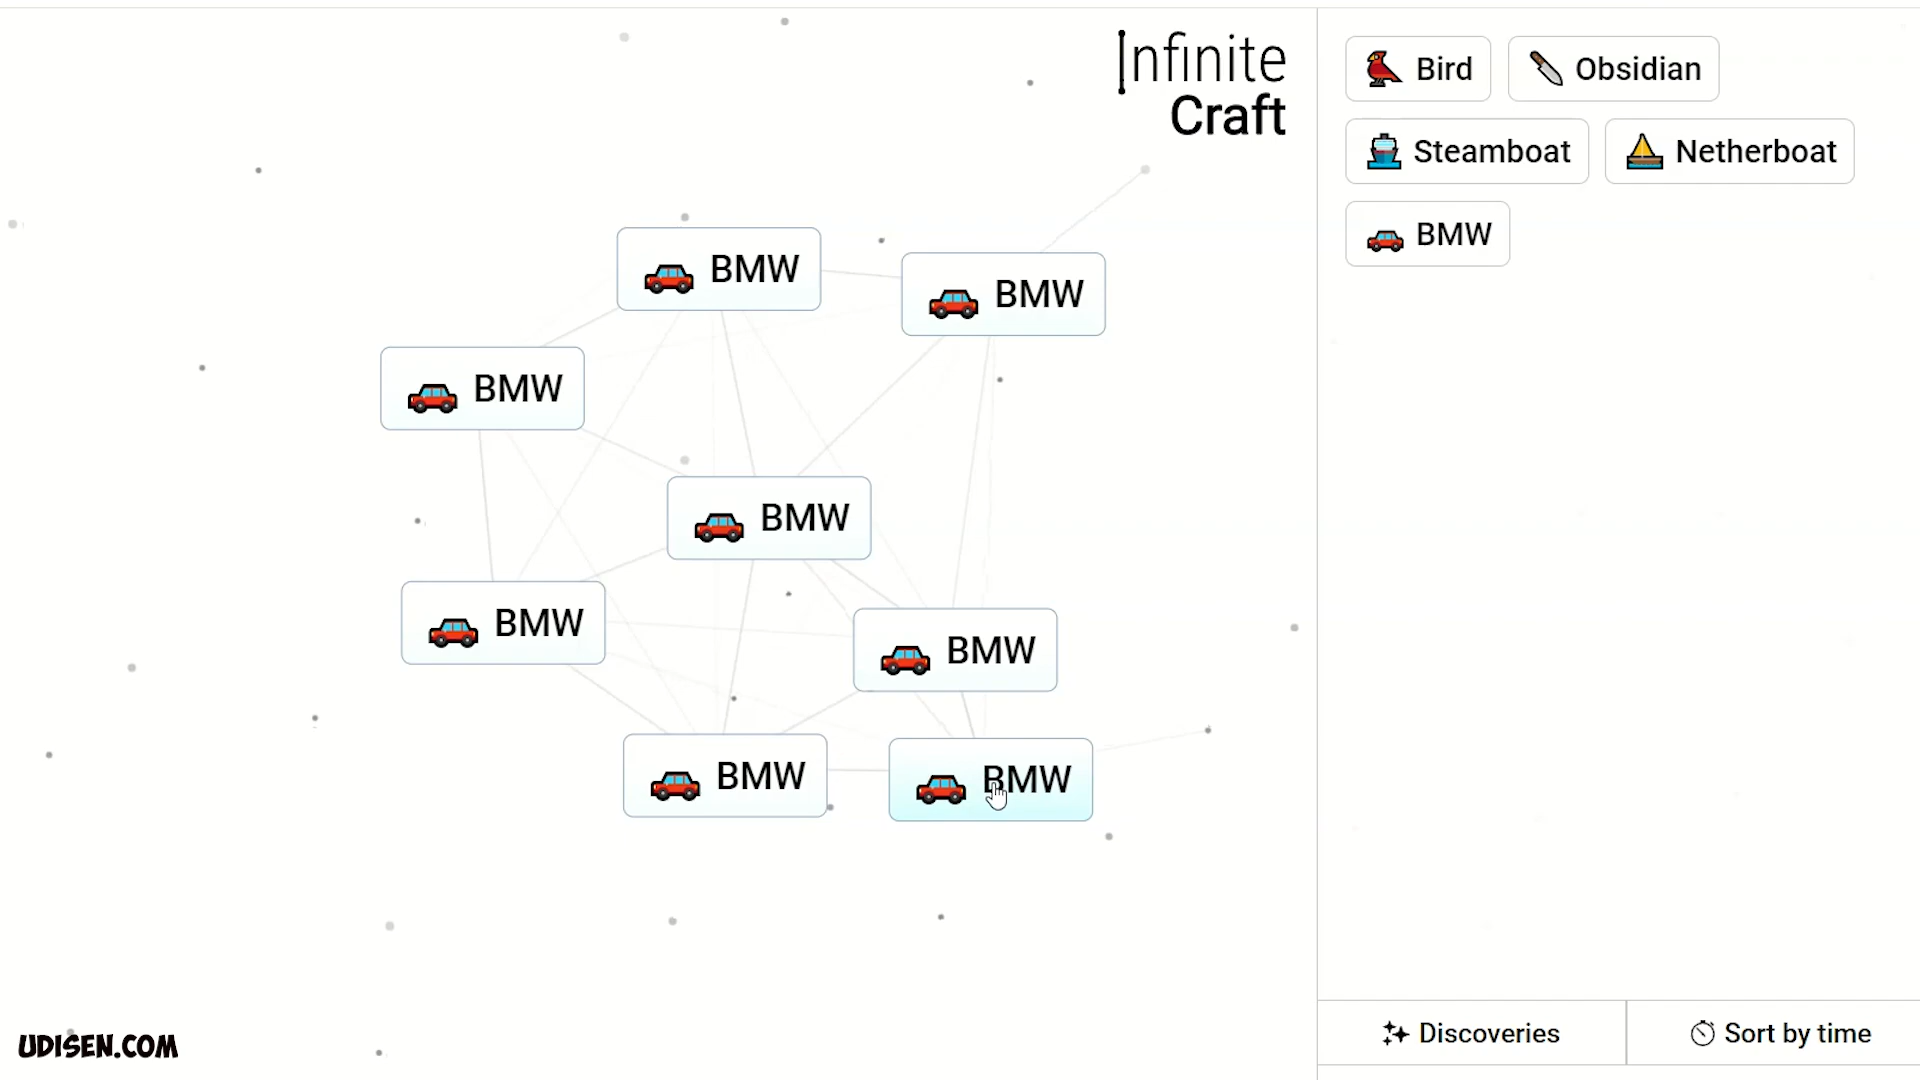 Infinite
Craft
Bird
Obsidian
Steamboat
Netherboat
BMW
BMW
BMW
BMW
BMW
BMW
BMW
BMW
BMW
Discoveries
Sort by time
UDISEN.COM